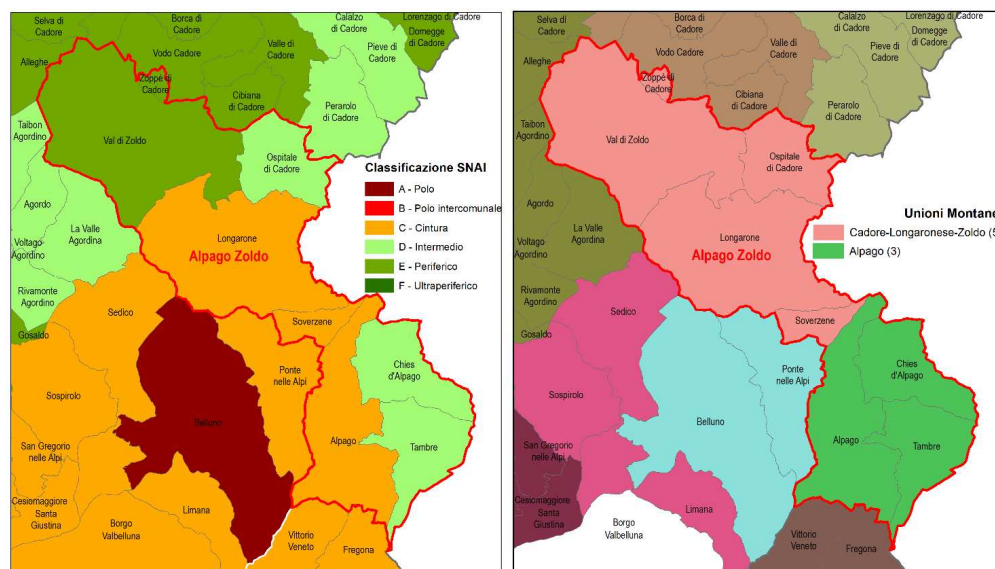 Selva di
Cadore
Borca di
Cadore
Calalzo
di Cadore
Lorenzago di Cadore
Domegge
di Cadore
Vodo Cadore
Valle di
Cadore
Pieve di
Cadore
Alleghe
Zoppè di
Cadore
Cibiana
di Cadore
Perarolo
di Cadore
Taibon
Agordino
Val di Zoldo
Ospitale
di Cadore
Agordo
La Valle
Agordina
Voltago
Agordino
Longarone
Alpago Zoldo
Rivamonte
Agordino
Sedico
Soverzene
Gosaldo
Ponte
nelle Alpi
Chies
d'Alpago
Sospirolo
Belluno
Alpago
Tambre
San Gregorio
nelle Alpi
Cesiomaggiore
Santa
Giustina
Limana
Borgo
Valbelluna
Vittorio
Veneto
Fregona
Classificazione SNAI
A - Polo
B - Polo intercomunale
C - Cintura
D - Intermedio
E - Periferico
F - Ultraperiferico
Selva di
Cadore
Borca di
Cadore
Calalzo
di Cadore
Lorenzago di Cadore
Domegge
di Cadore
Vodo Cadore
Valle di
Cadore
Pieve di
Cadore
Alleghe
Zoppè di
Cadore
Cibiana
di Cadore
Perarolo
di Cadore
Taibon
Agordino
Val di Zoldo
Ospitale
di Cadore
Agordo
La Valle
Agordina
Voltago
Agordino
Longarone
Alpago Zoldo
Rivamonte
Agordino
Sedico
Soverzene
Gosaldo
Ponte
nelle Alpi
Chies
d'Alpago
Sospirolo
Belluno
Alpago
Tambre
San Gregorio
nelle Alpi
Cesiomaggiore
Santa
Giustina
Limana
Borgo
Valbelluna
Vittorio
Veneto
Fregona
Unioni Montane
Cadore-Longaronese-Zoldo (5
Alpago (3)